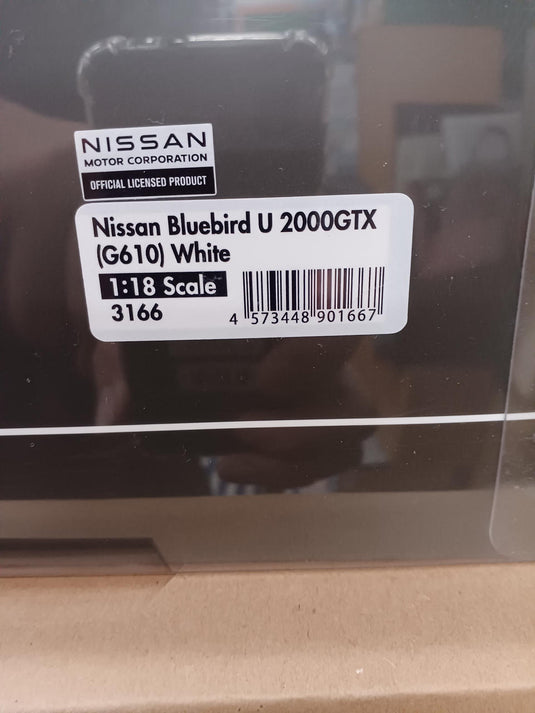 NISSAN
MOTOR CORPORATION
OFFICIAL LICENSED PRODUCT
Nissan Bluebird U 2000GTX
(G610) White
1:18 Scale
3166
4 573448 901667